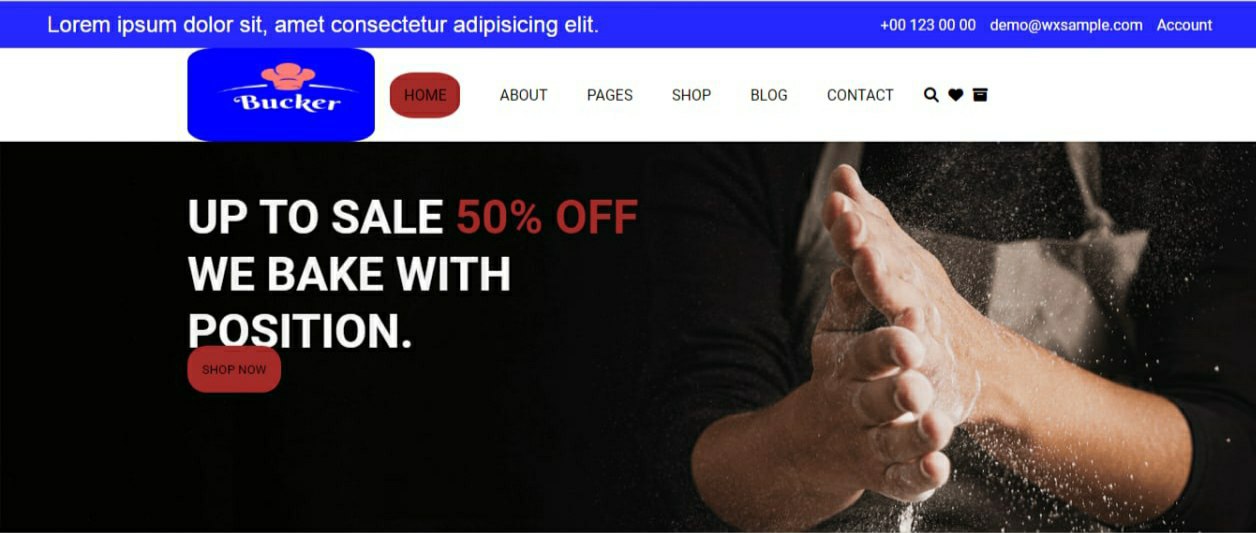 Lorem ipsum dolor sit, amet consectetur adipisicing elit.
+00 123 00 00 demo@wxsample.com Account
Bucker
HOME ABOUT PAGES SHOP BLOG CONTACT
UP TO SALE 50% OFF
WE BAKE WITH
POSITION.
SHOP NOW